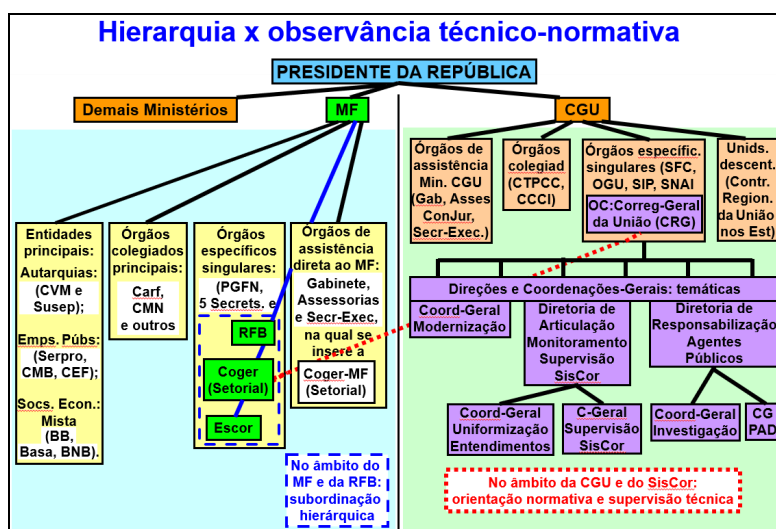 Hierarquia x observância técnico-normativa
PRESIDENTE DA REPÚBLICA
Demais Ministérios
MF
CGU
Órgãos de
assistência
Min. CGU
(Gab, Asses
ConJur,
Secr-Exec.)
Órgãos
colegiad
(CTPCC,
CCCI)
Órgãos específic.
singulares (SFC,
OGU, SIP, SNAI
OC:Correg-Geral
da União (CRG)
Unids.
descent.
(Contr.
Region.
da União
nos Est)
Entidades
principais:
Autarquias:
(CVM e
Susep);
Emps. Púbs:
(Serpro,
CMB, CEF);
Socs. Econ.:
Mista
(BB,
Basa, BNB).
Órgãos
colegiados
principais:
Carf,
CMN
e outros
Órgãos
específicos
singulares:
(PGFN,
5 Secrets. e
RFB
Coger
(Setorial)
Escor
Órgãos de
assistência
direta ao MF:
Gabinete,
Assessorias
e Secr-Exec,
na qual se
insere a
Coger-MF
(Setorial)
Direções e Coordenações-Gerais: temáticas
Coord-Geral
Modernização
Diretoria de
Articulação
Monitoramento
Supervisão
SisCor
Diretoria de
Responsabilização
Agentes
Públicos
Coord-Geral
Uniformização
Entendimentos
C-Geral
Supervisão
SisCor
Coord-Geral
Investigação
CG
PAD
No âmbito do
MF e da RFB:
subordinação
hierárquica
No âmbito da CGU e do SisCor:
orientação normativa e supervisão técnica